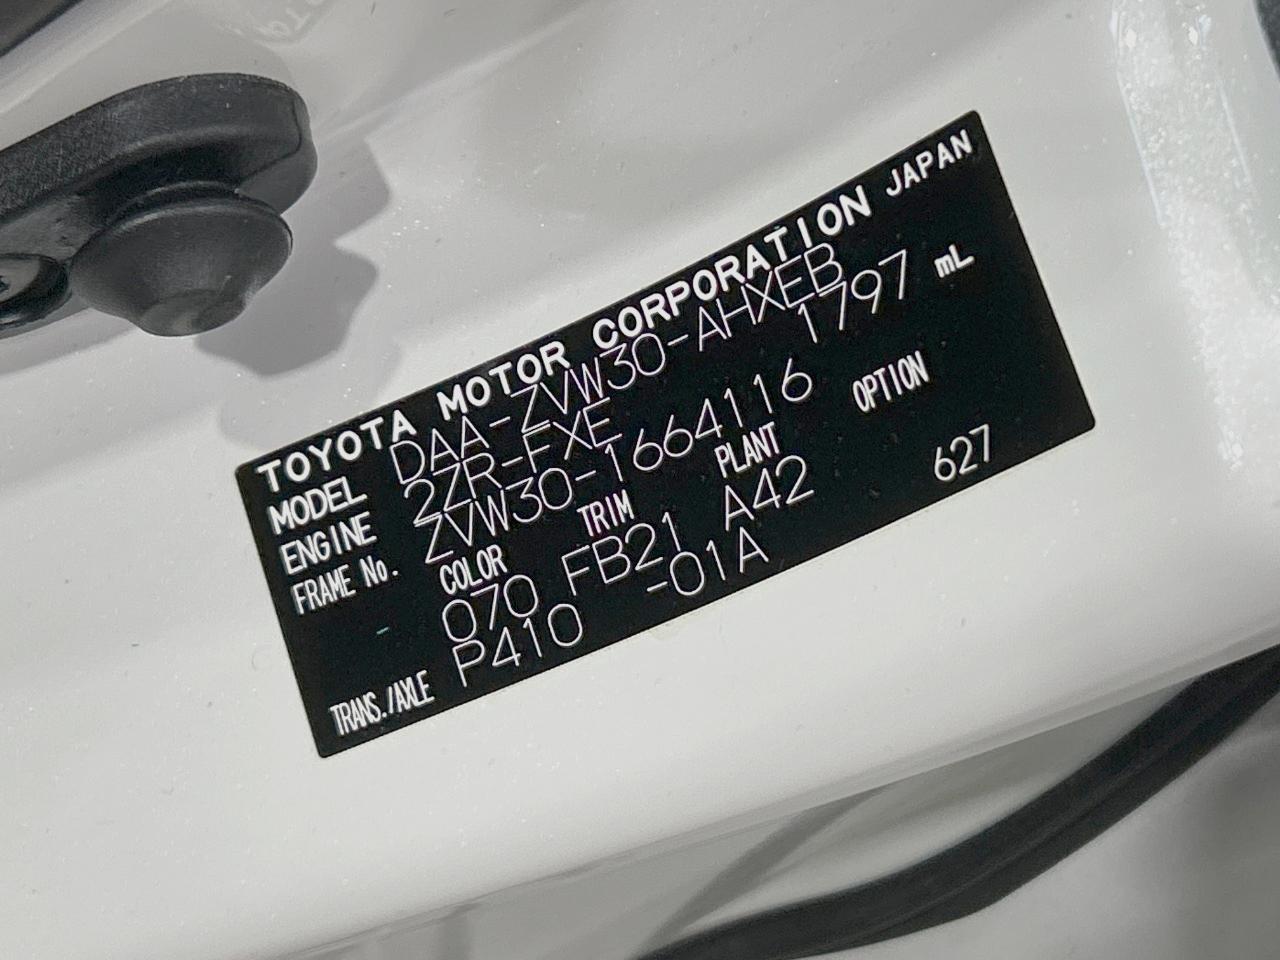 TOYOTA MOTOR CORPORATION JAPAN
MODEL DAA-ZVW30-AHXEB
ENGINE 2ZR-FXE 1797 mL
FRAME No. ZVW30-1664116
COLOR TRIM PLANT OPTION
070 FB21 A42 627
TRANS./AXLE P410 -01A